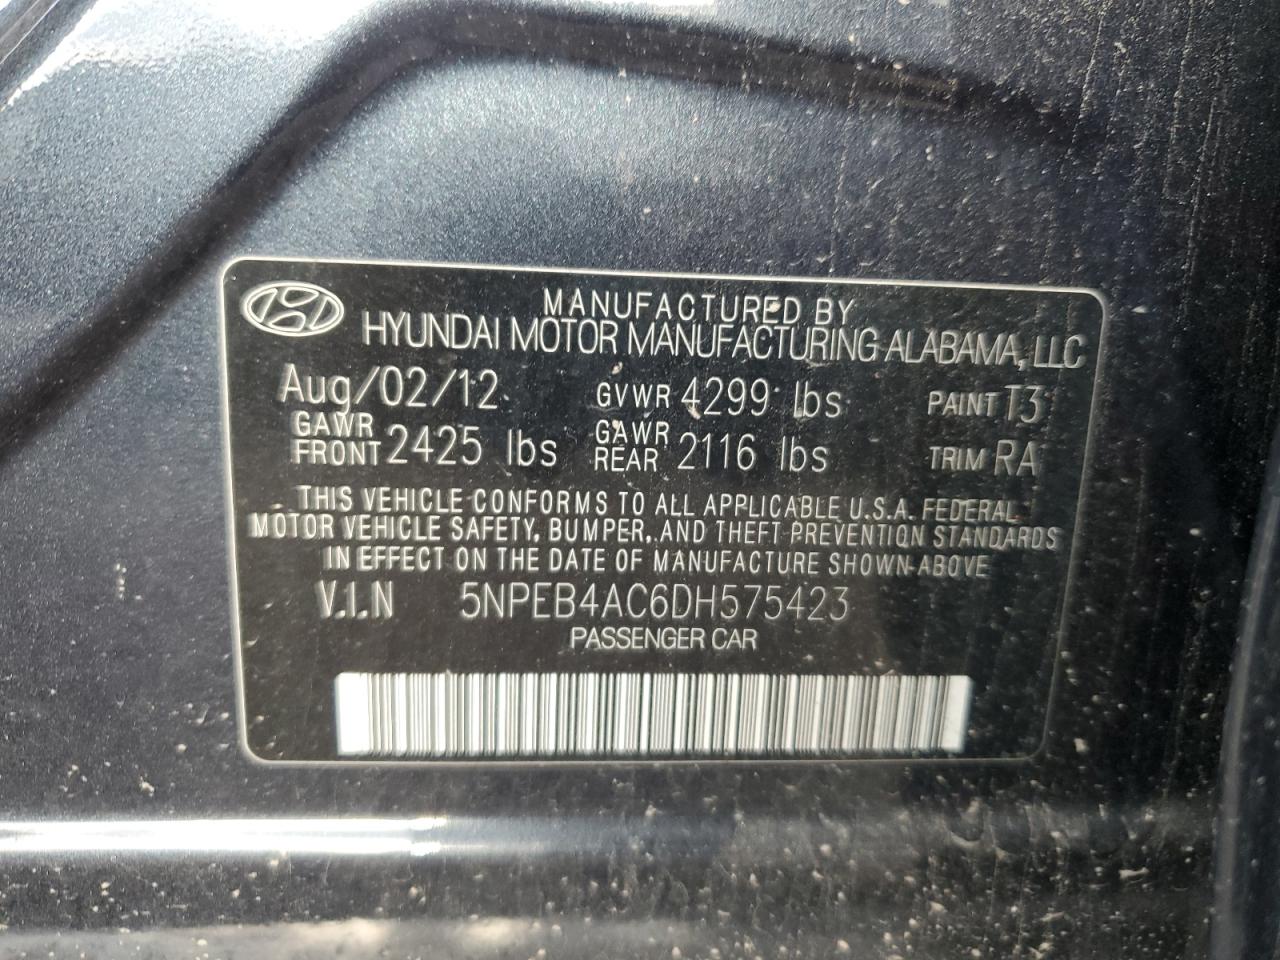 MANUFACTURED BY
HYUNDAI MOTOR MANUFACTURING ALABAMA, LLC
Aug/02/12 GVWR 4299 lbs PAINT T3
GAWR FRONT 2425 lbs GAWR REAR 2116 lbs TRIM RA
THIS VEHICLE CONFORMS TO ALL APPLICABLE U.S.A. FEDERAL
MOTOR VEHICLE SAFETY, BUMPER, AND THEFT PREVENTION STANDARDS
IN EFFECT ON THE DATE OF MANUFACTURE SHOWN ABOVE
V.I.N 5NPEB4AC6DH575423
PASSENGER CAR